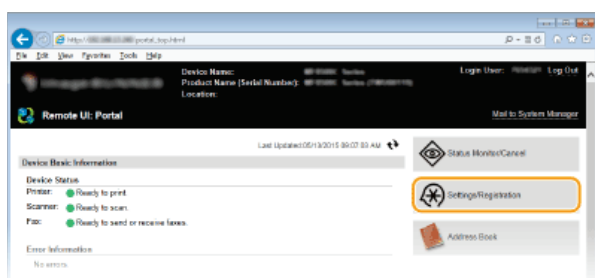 http://
portal_top.html
File Edit View Favorites Tools Help
Device Name: Series
Product Name (Serial Number): Series
Location:
Login User: Log Out
Remote UI: Portal
Mail to System Manager
Last Updated:05/13/2015 09:07:03 AM
Device Basic Information
Device Status
Printer: Ready to print.
Scanner: Ready to scan.
Fax: Ready to send or receive faxes.
Error Information
No errors.
Status Monitor/Cancel
Settings/Registration
Address Book